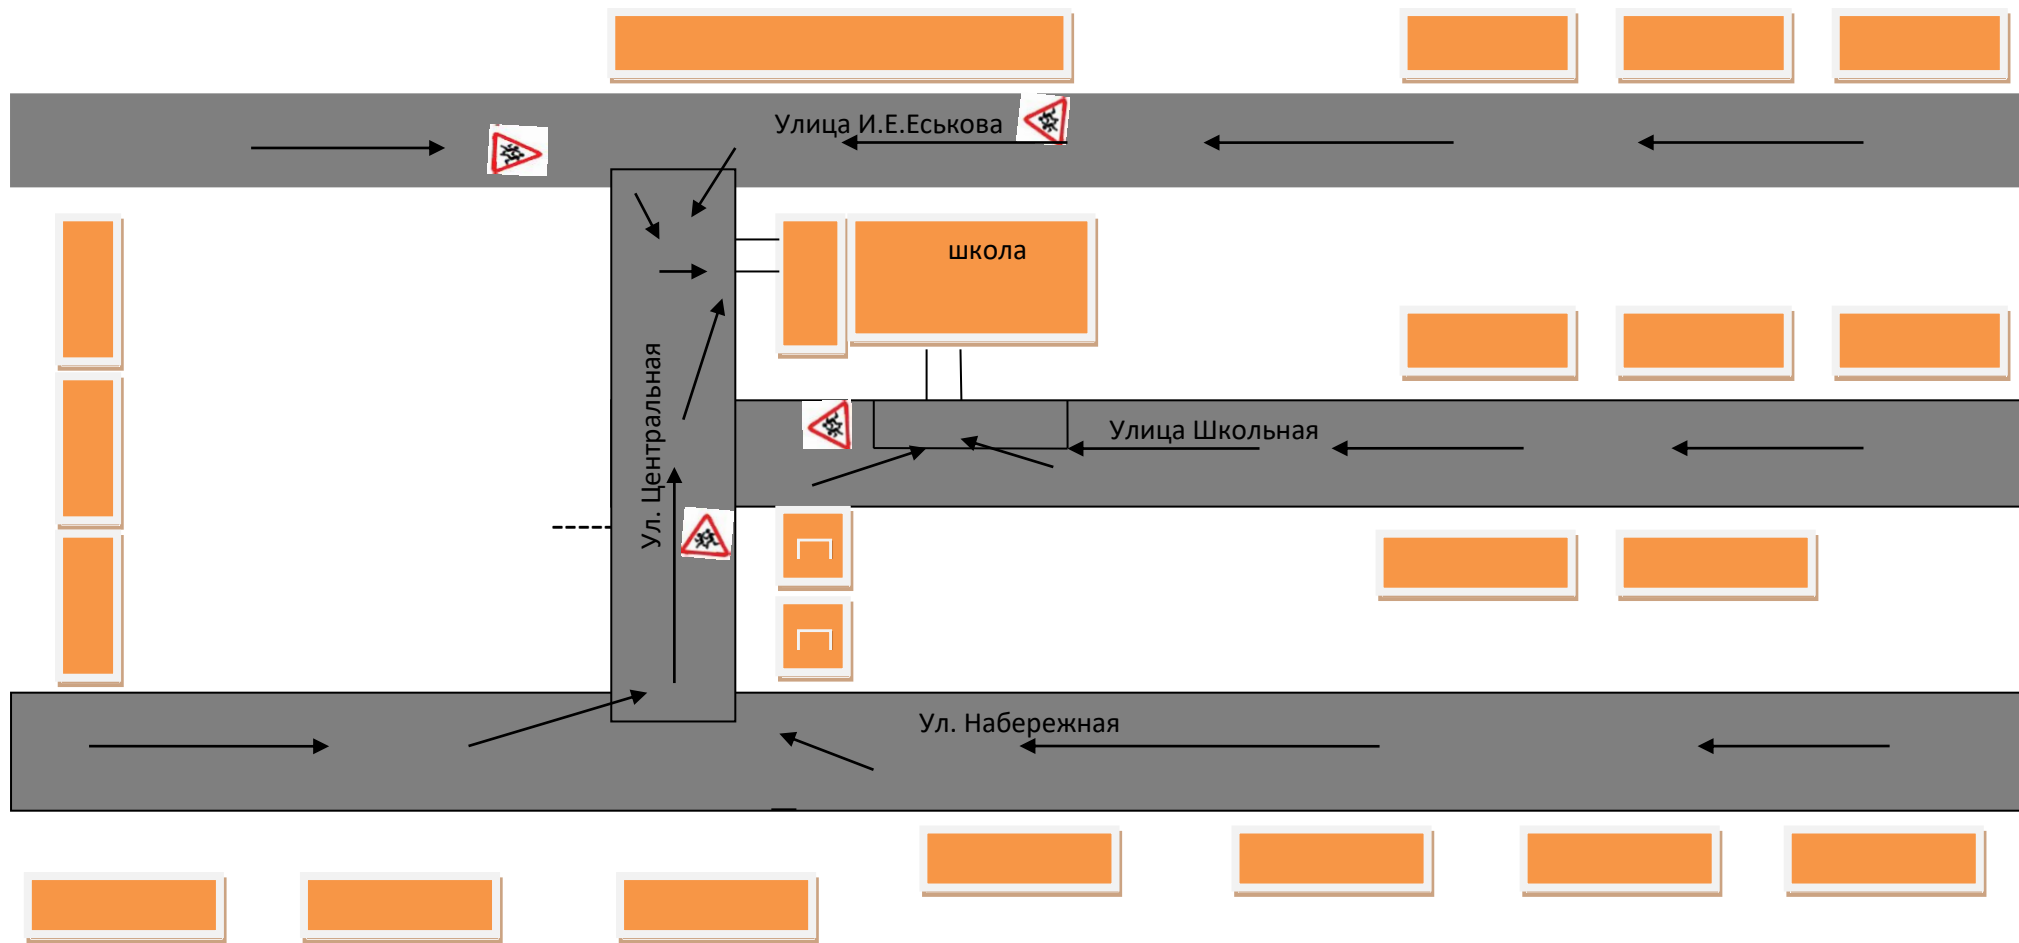 Улица И.Е.Еськова
школа
Ул. Центральная
Улица Школьная
Ул. Набережная